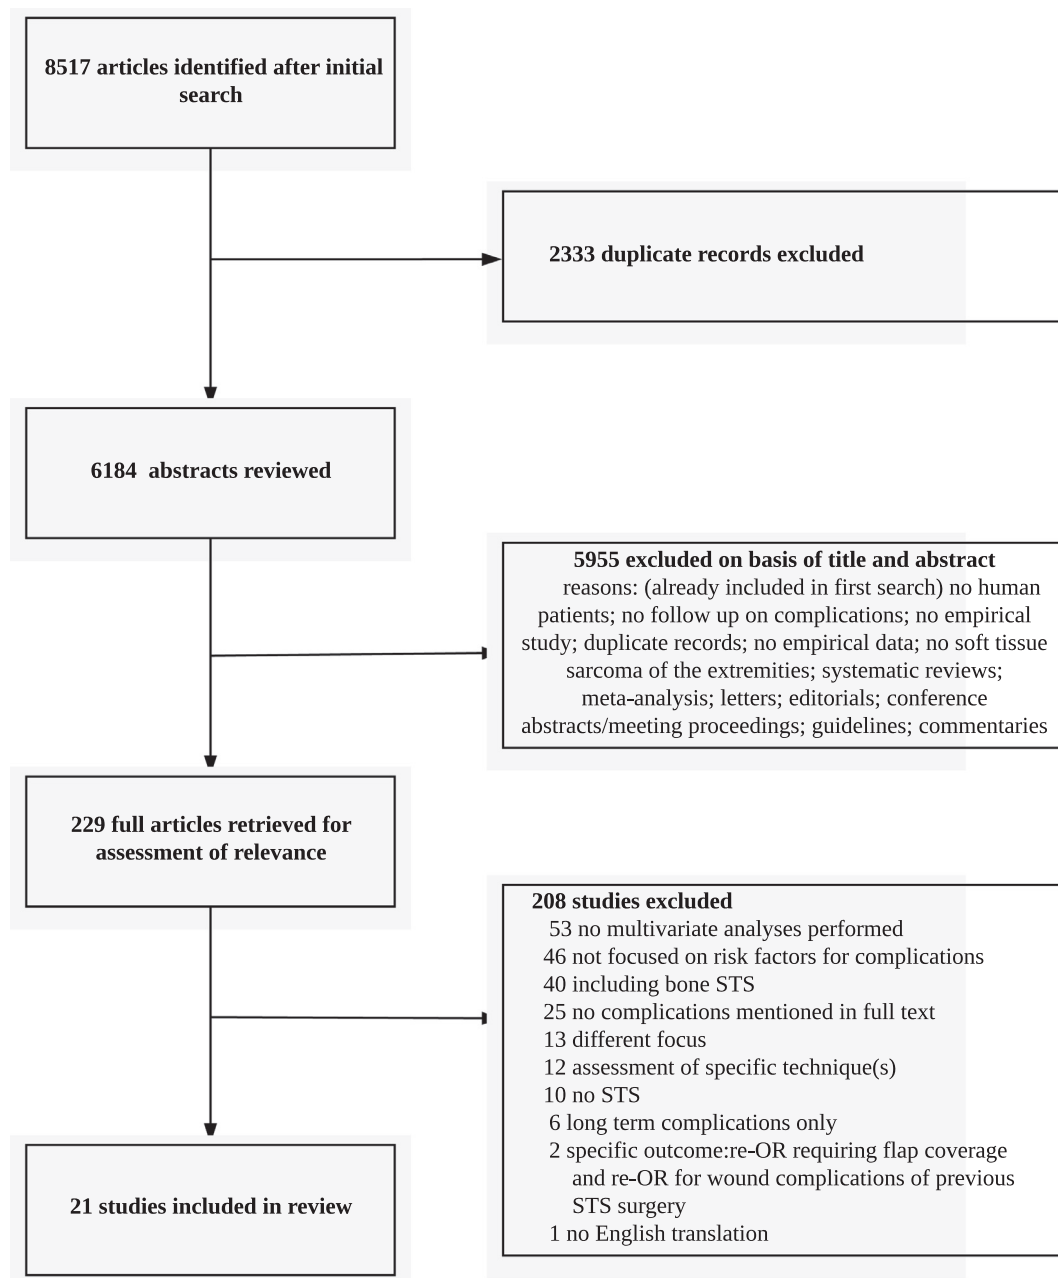 8517 articles identified after initial
search
2333 duplicate records excluded
6184 abstracts reviewed
5955 excluded on basis of title and abstract
reasons: (already included in first search) no human
patients; no follow up on complications; no empirical
study; duplicate records; no empirical data; no soft tissue
sarcoma of the extremities; systematic reviews;
meta-analysis; letters; editorials; conference
abstracts/meeting proceedings; guidelines; commentaries
229 full articles retrieved for
assessment of relevance
208 studies excluded
53 no multivariate analyses performed
46 not focused on risk factors for complications
40 including bone STS
25 no complications mentioned in full text
13 different focus
12 assessment of specific technique(s)
10 no STS
6 long term complications only
2 specific outcome:re-OR requiring flap coverage
and re-OR for wound complications of previous
STS surgery
1 no English translation
21 studies included in review